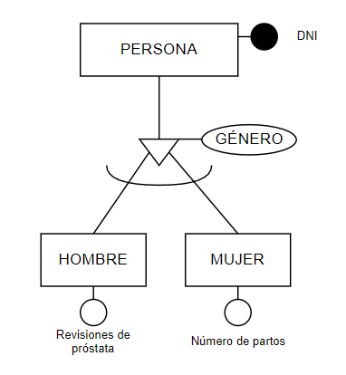 PERSONA
DNI
GÉNERO
HOMBRE
MUJER
Revisiones de
próstata
Número de partos